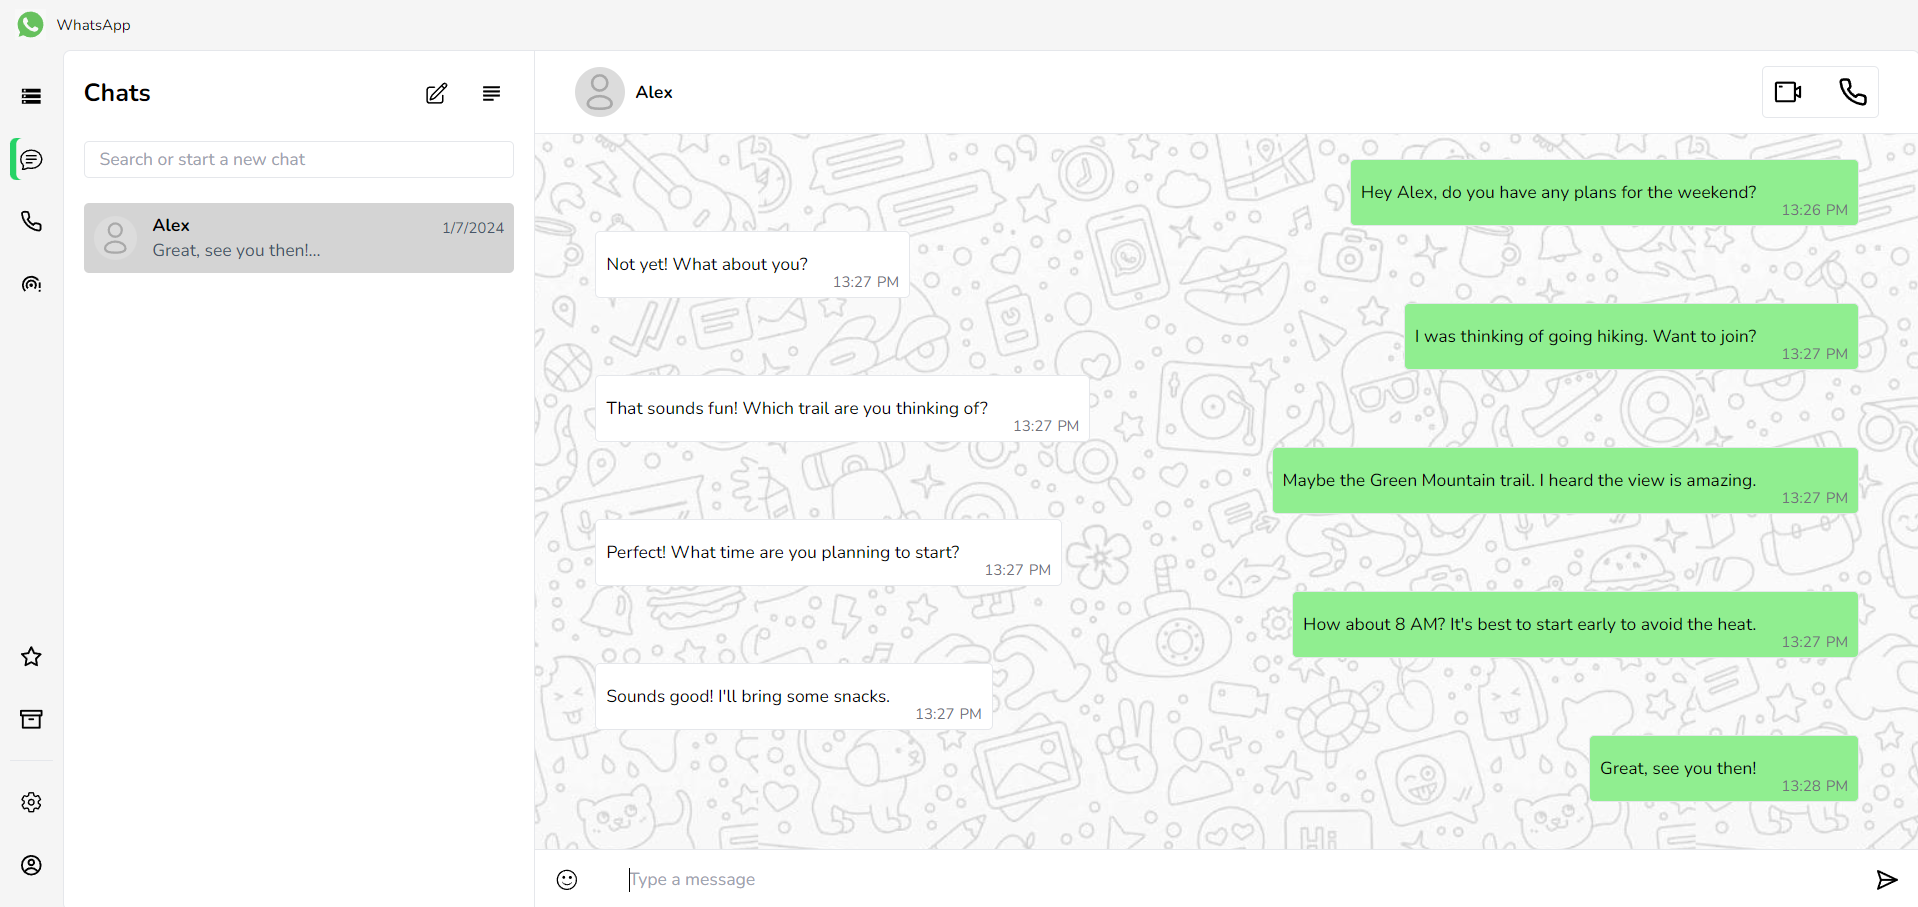 WhatsApp
Chats
Search or start a new chat
Alex
1/7/2024
Great, see you then!...
Alex
Hey Alex, do you have any plans for the weekend?
13:26 PM
Not yet! What about you?
13:27 PM
I was thinking of going hiking. Want to join?
13:27 PM
That sounds fun! Which trail are you thinking of?
13:27 PM
Maybe the Green Mountain trail. I heard the view is amazing.
13:27 PM
Perfect! What time are you planning to start?
13:27 PM
How about 8 AM? It's best to start early to avoid the heat.
13:27 PM
Sounds good! I'll bring some snacks.
13:27 PM
Great, see you then!
13:28 PM
Hi
Type a message